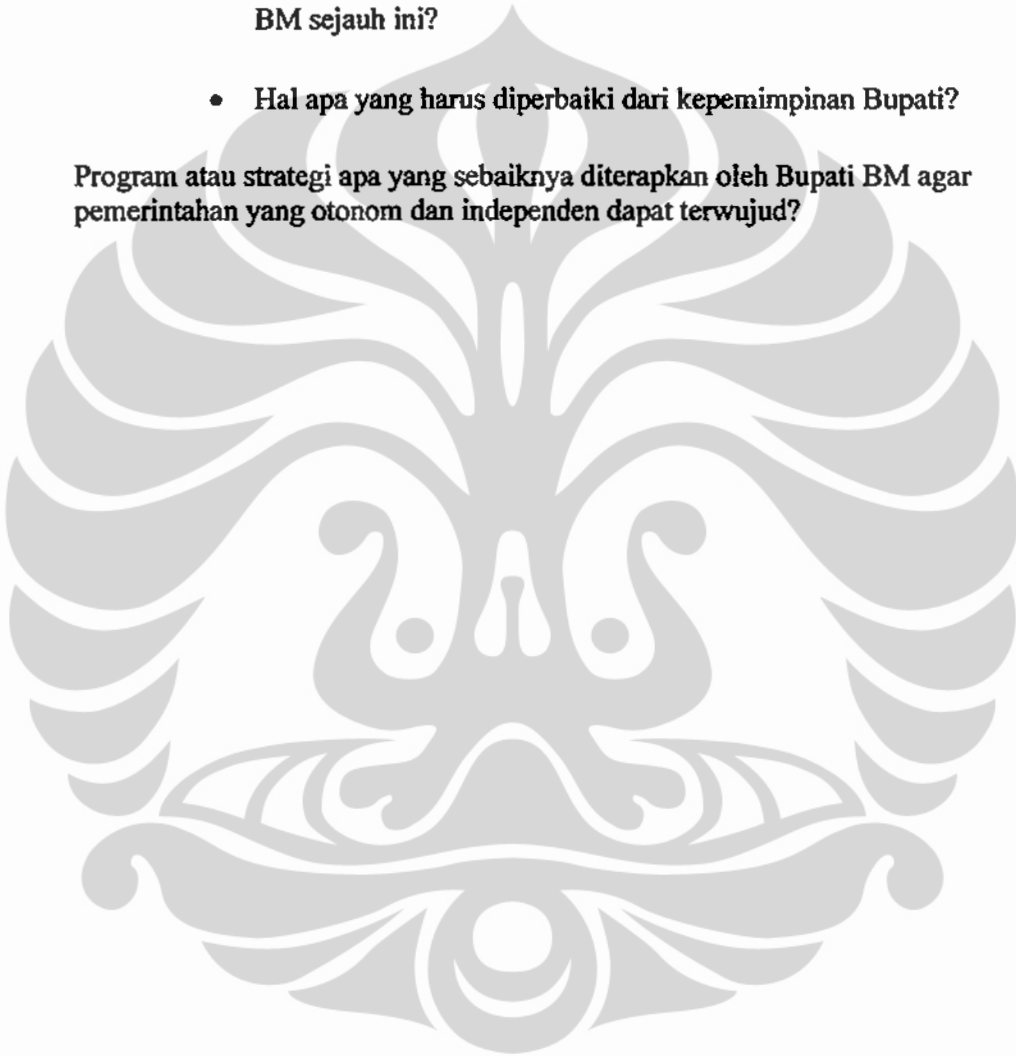 BM sejauh ini?
• Hal apa yang harus diperbaiki dari kepemimpinan Bupati?
Program atau strategi apa yang sebaiknya diterapkan oleh Bupati BM agar
pemerintahan yang otonom dan independen dapat terwujud?